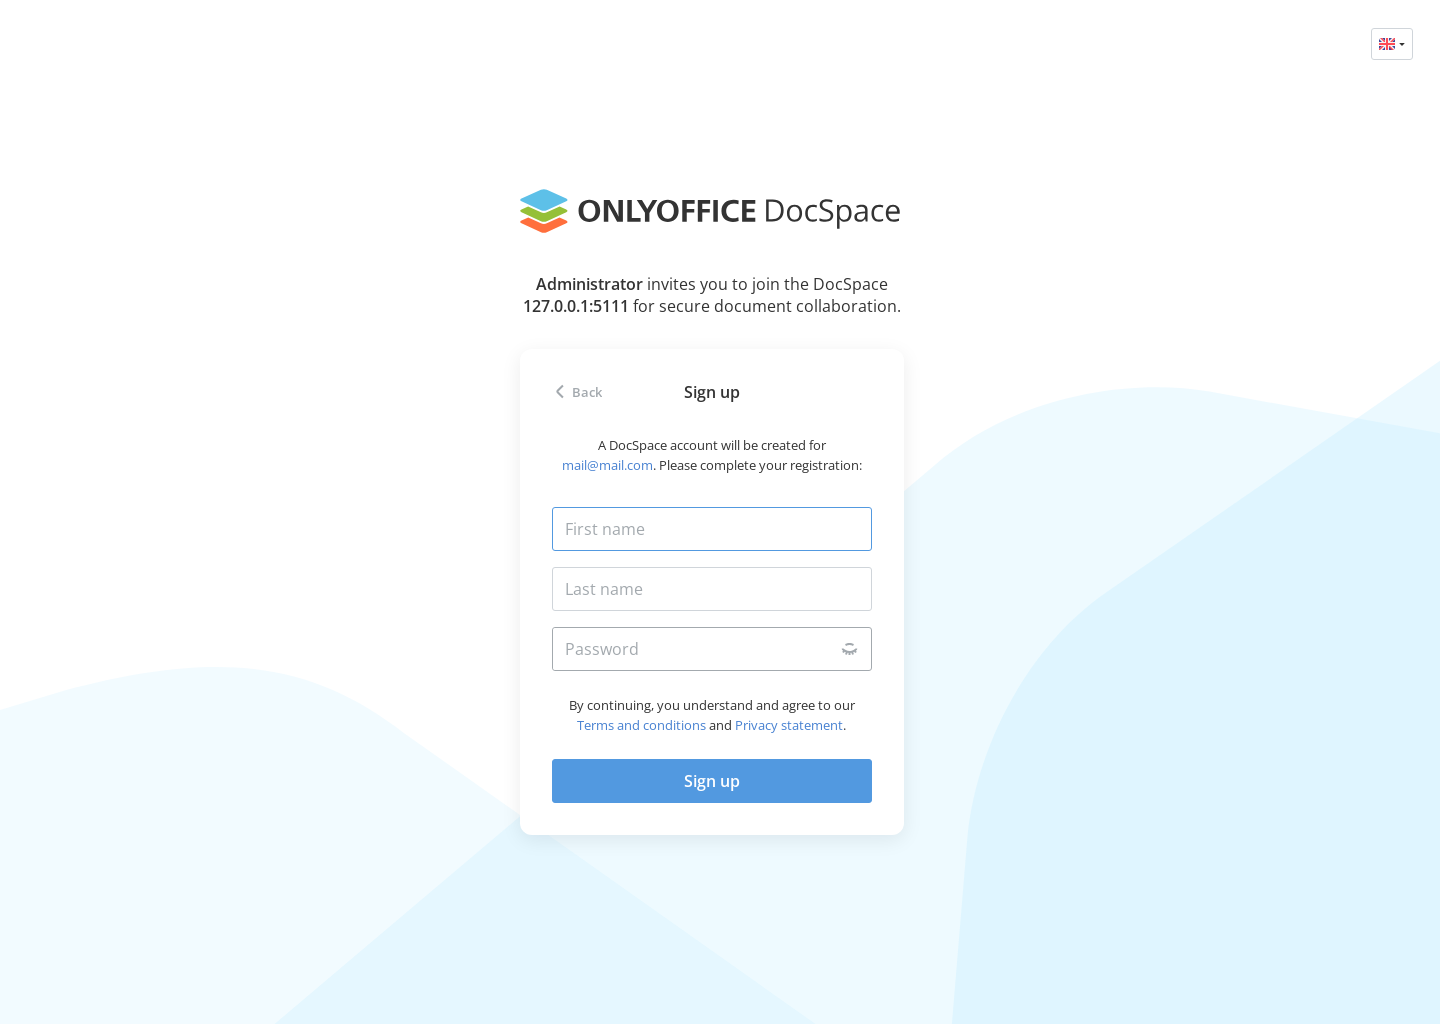 ONLYOFFICE DocSpace
Administrator invites you to join the DocSpace
127.0.0.1:5111 for secure document collaboration.
Back
Sign up
A DocSpace account will be created for
mail@mail.com. Please complete your registration:
First name
Last name
Password
By continuing, you understand and agree to our
Terms and conditions and Privacy statement.
Sign up